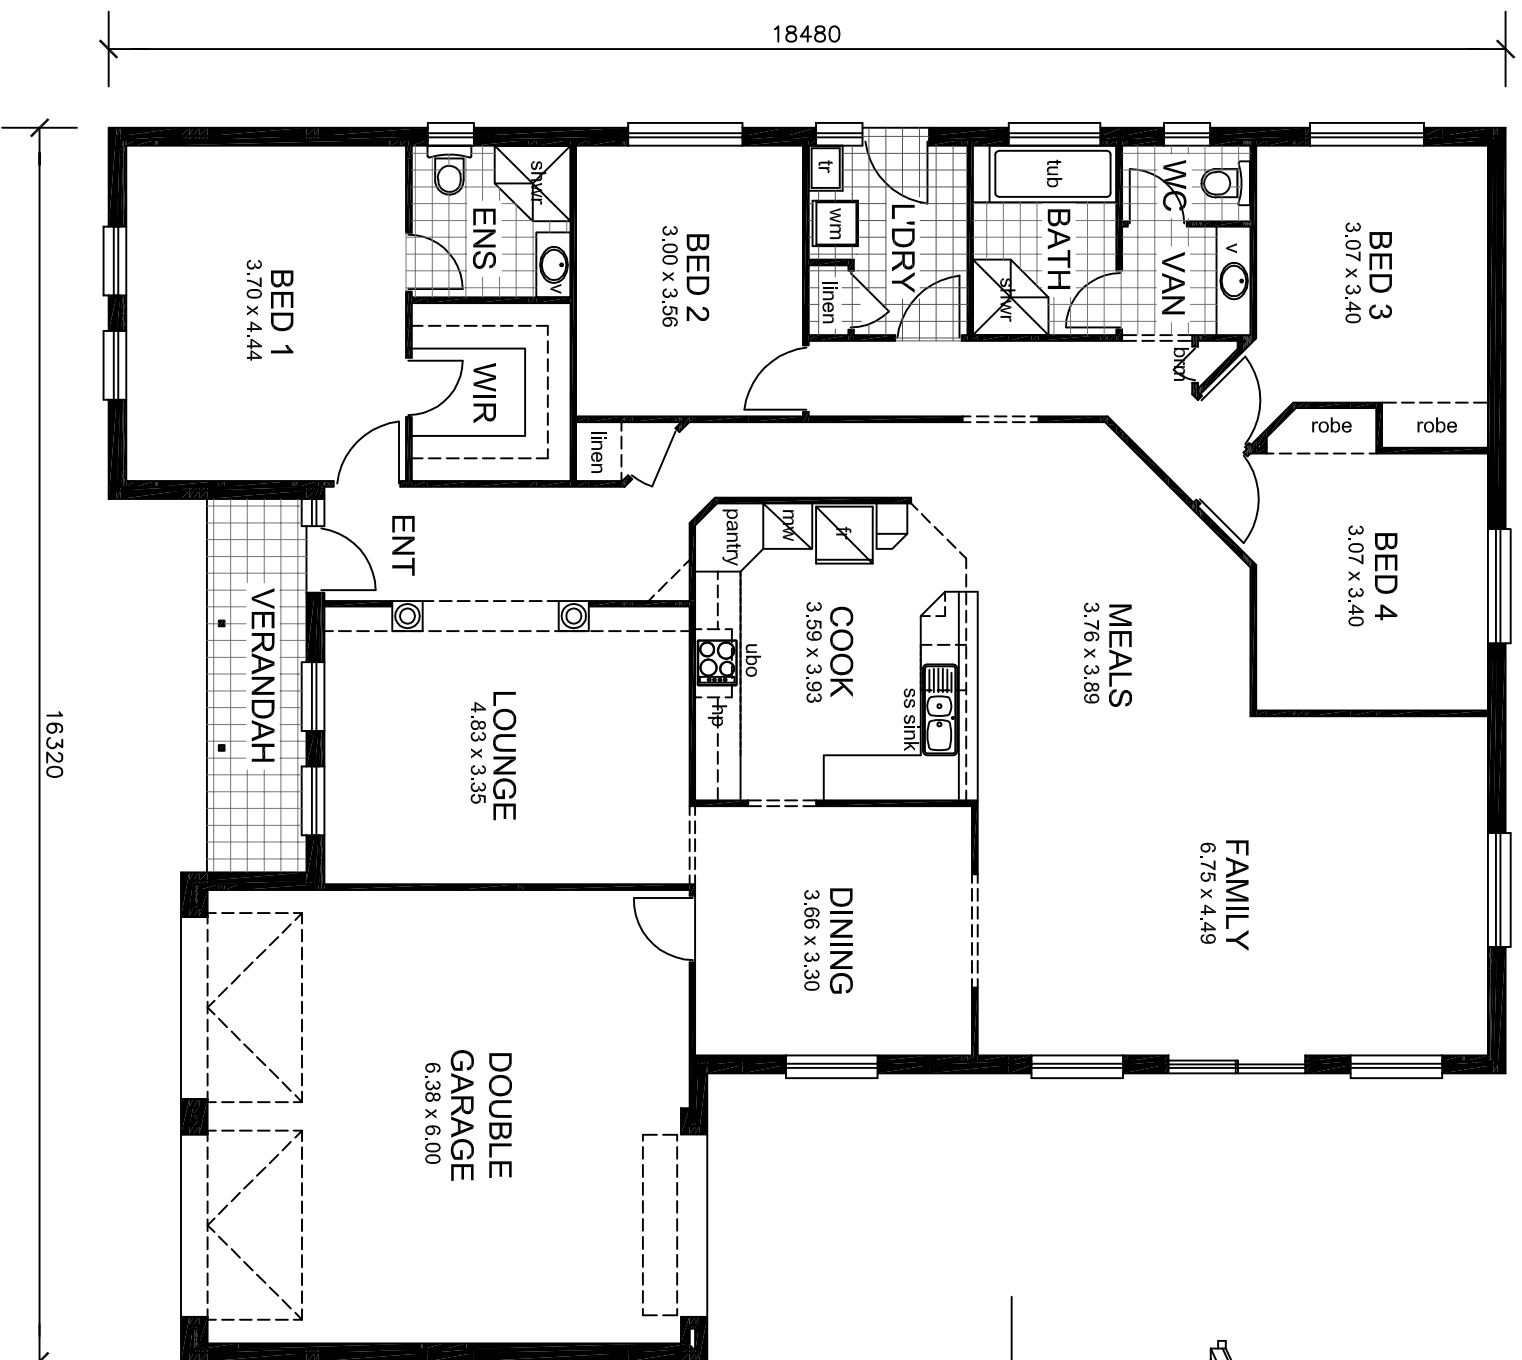 18480
16320
BED 1
3.70 x 4.44
ENS
shwr
v
WIR
BED 2
3.00 x 3.56
linen
tr
wm
linen
L'DRY
tub
BATH
shwr
WC
VAN
v
brm
BED 3
3.07 x 3.40
robe
robe
BED 4
3.07 x 3.40
ENT
VERANDAH
LOUNGE
4.83 x 3.35
pantry
mw
fr
COOK
3.59 x 3.93
ubo
hp
ss sink
MEALS
3.76 x 3.89
FAMILY
6.75 x 4.49
DINING
3.66 x 3.30
DOUBLE
GARAGE
6.38 x 6.00